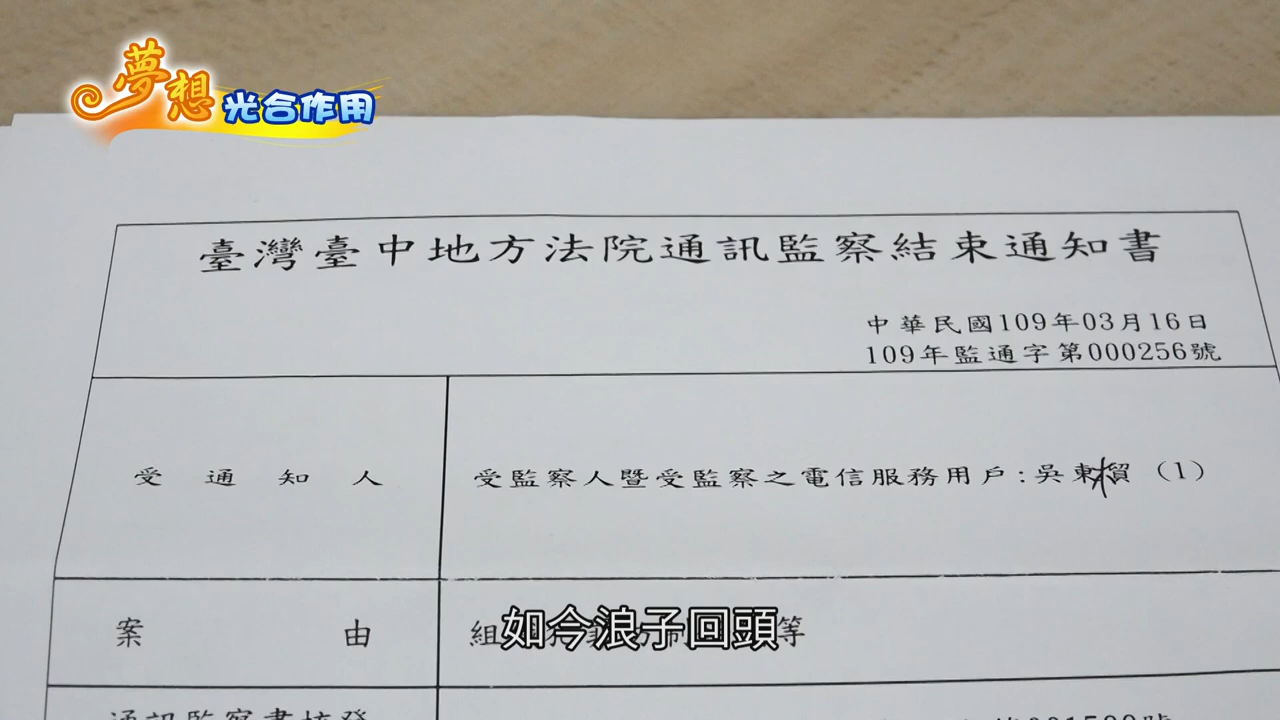 夢想
光合作用
臺灣臺中地方法院通訊監察結束通知書
中華民國109年03月16日
109年監通字第000256號
受通知人
受監察人暨受監察之電信服務用戶:吳東 (1)
案由
組 等
如今浪子回頭